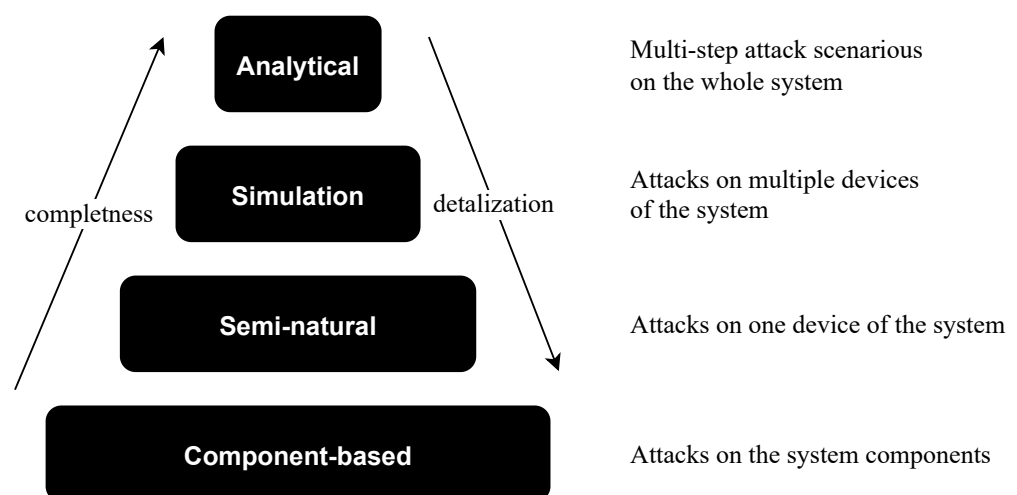 Analytical
Multi-step attack scenarious
on the whole system
Simulation
Attacks on multiple devices
of the system
completness
detalization
Semi-natural
Attacks on one device of the system
Component-based
Attacks on the system components